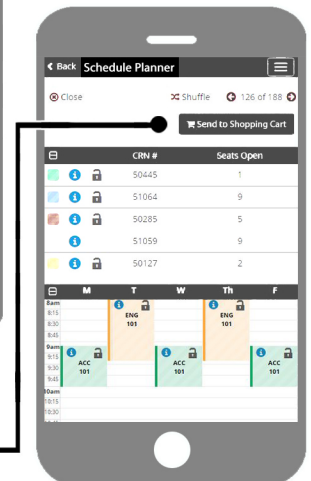 Back Schedule Planner
Close Shuffle 126 of 188
Send to Shopping Cart
CRN # Seats Open
50445 1
51064 9
50285 5
51059 9
50127 2
M T W Th F
8am
8:15
8:30
8:45
ENG
101
ENG
101
9am
9:15
9:30
9:45
ACC
101
ACC
101
ACC
101
10am
10:15
10:30